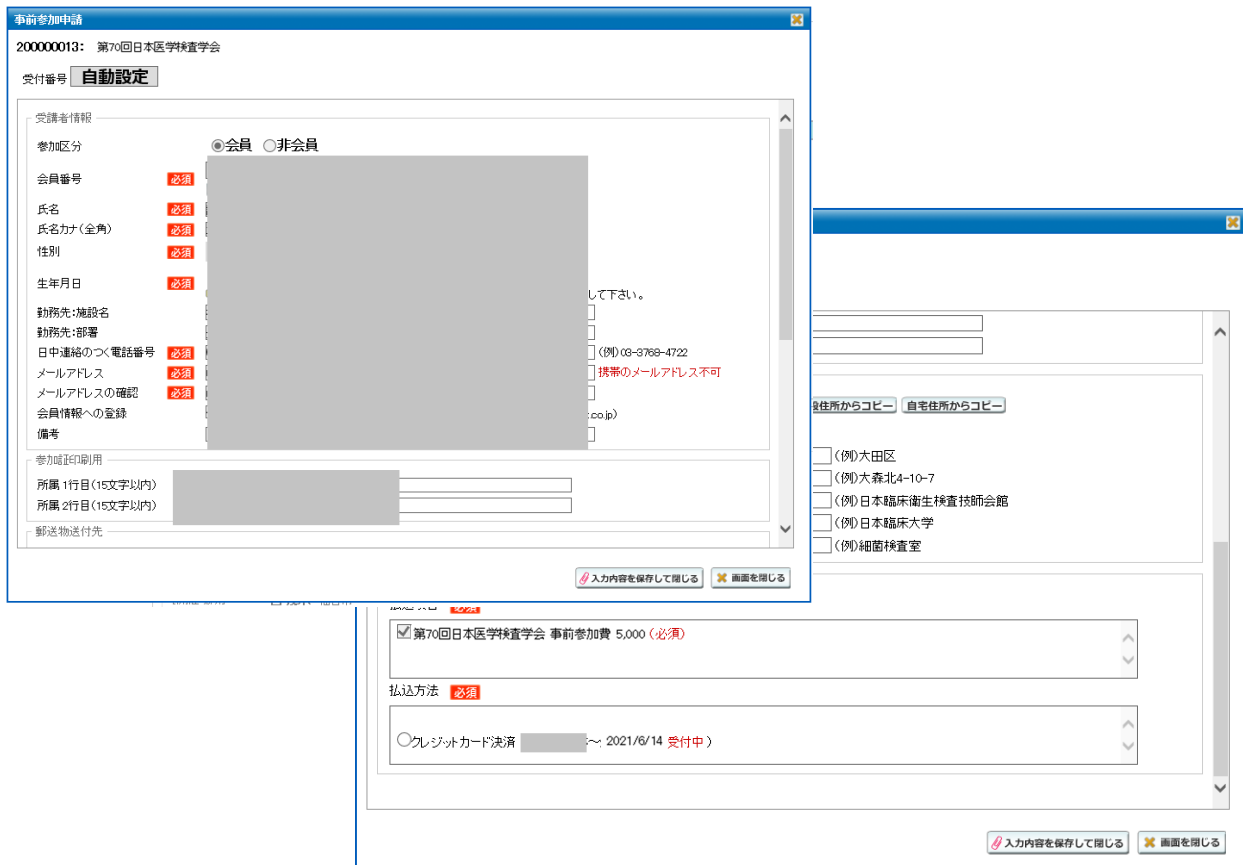 事前参加申請
200000013: 第70回日本医学検査学会
受付番号 自動設定
受講者情報
参加区分 会員 非会員
会員番号 必須
氏名 必須
氏名カナ(全角) 必須
性別 必須
生年月日 必須
して下さい。
勤務先:施設名
勤務先:部署
日中連絡のつく電話番号 必須 (例)03-3768-4722
メールアドレス 必須 携帯のメールアドレス不可
メールアドレスの確認 必須
会員情報への登録 .co.jp)
備考
参加証印刷用
所属1行目(15文字以内)
所属2行目(15文字以内)
郵送物送付先
入力内容を保存して閉じる 画面を閉じる
住所からコピー 自宅住所からコピー
(例)大田区
(例)大森北4-10-7
(例)日本臨床衛生検査技師会館
(例)日本臨床大学
(例)細菌検査室
必須
第70回日本医学検査学会 事前参加費 5,000 (必須)
払込方法 必須
クレジットカード決済 ～ 2021/6/14 受付中)
入力内容を保存して閉じる 画面を閉じる